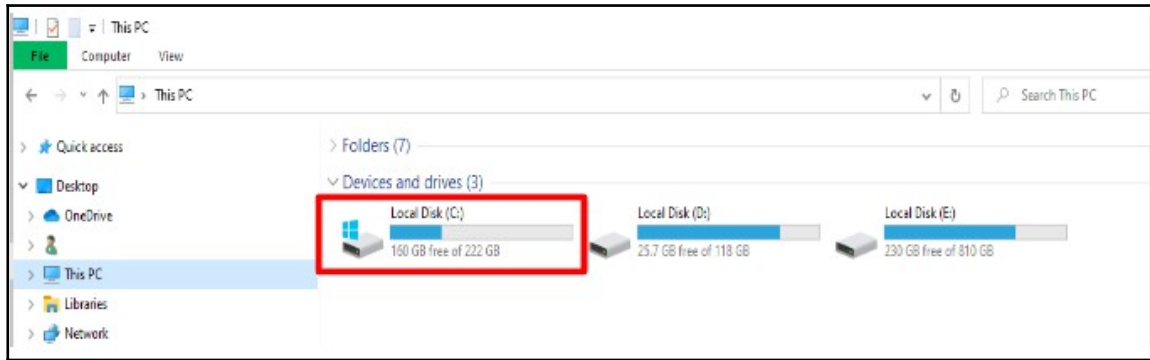 This PC
File Computer View
This PC Search This PC
Quick access
Folders (7)
Desktop
Devices and drives (3)
OneDrive
Local Disk (C:) Local Disk (D:) Local Disk (E:)
160 GB free of 222 GB 25.7 GB free of 118 GB 230 GB free of 810 GB
This PC
Libraries
Network